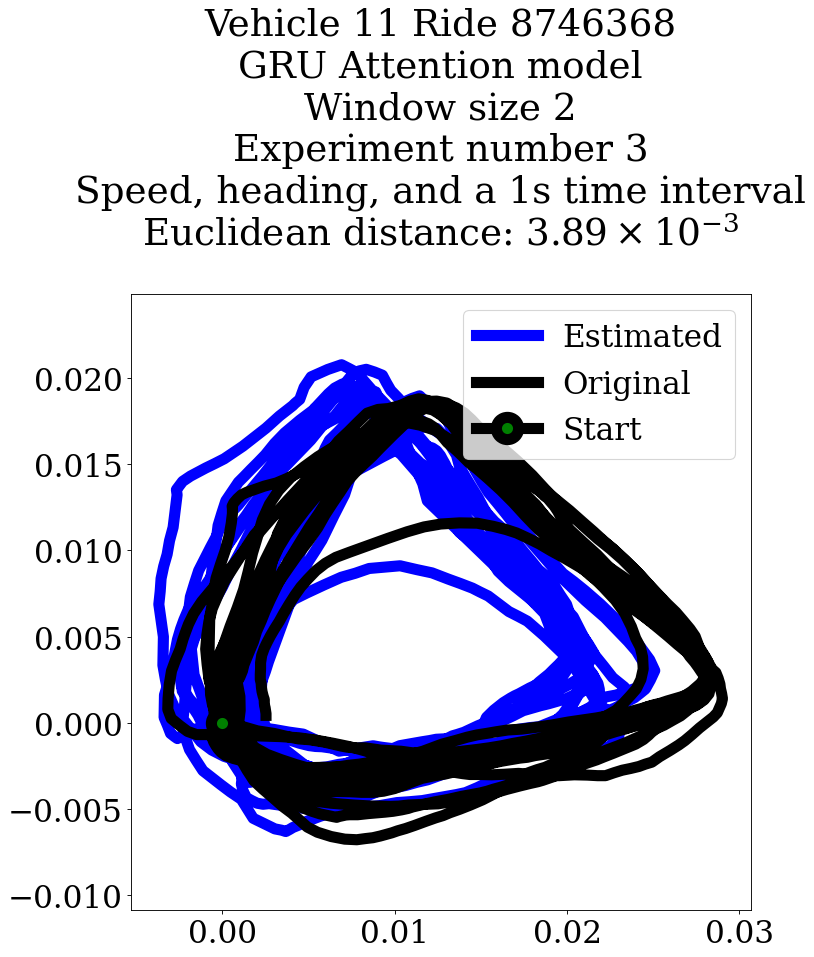 Vehicle 11 Ride 8746368
GRU Attention model
Window size 2
Experiment number 3
Speed, heading, and a 1s time interval
Euclidean distance: 3.89 × 10⁻³
Estimated
Original
Start
0.020
0.015
0.010
0.005
0.000
−0.005
−0.010
0.00 0.01 0.02 0.03